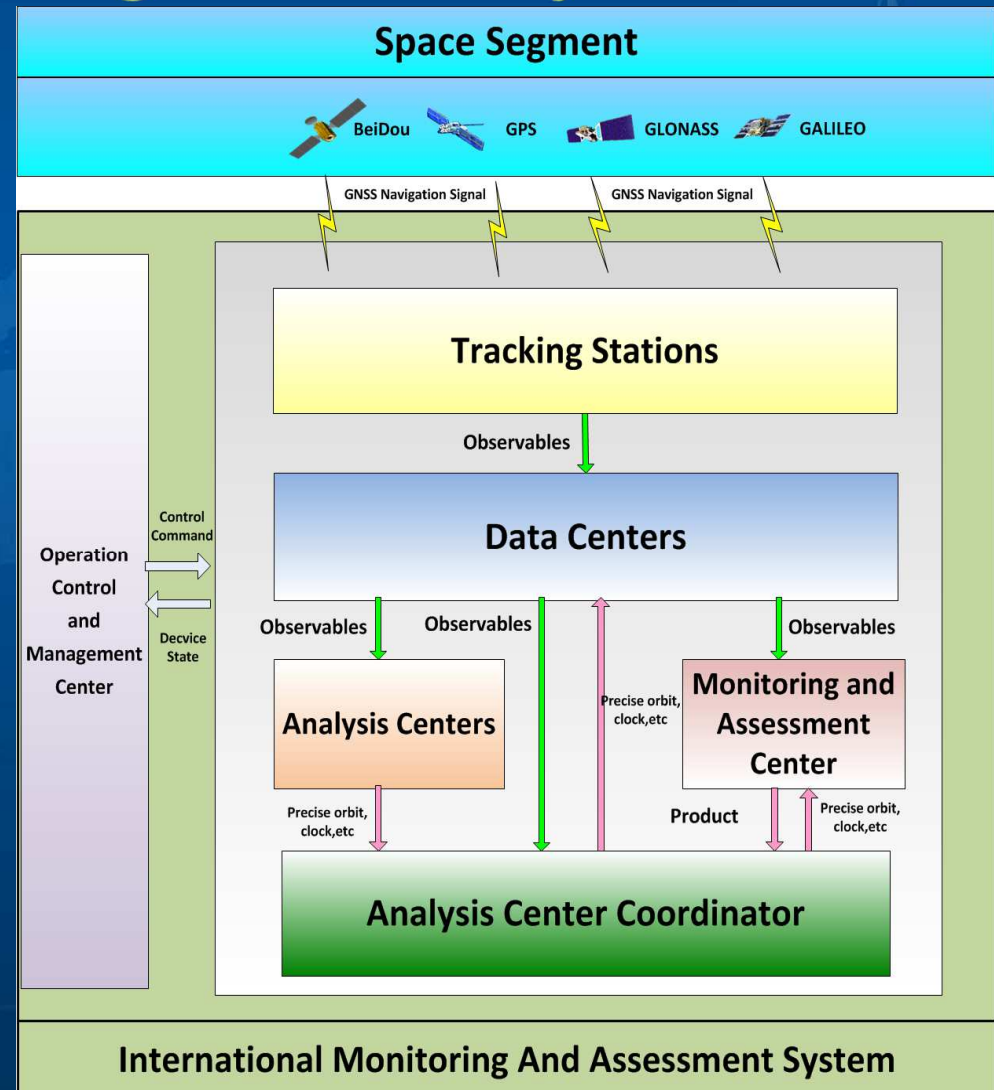 Space Segment
BeiDou
GPS
GLONASS
GALILEO
GNSS Navigation Signal
GNSS Navigation Signal
Tracking Stations
Observables
Data Centers
Control
Command
Operation
Control
and
Management
Center
Decvice
State
Observables
Observables
Observables
Analysis Centers
Precise orbit,
clock,etc
Monitoring and
Assessment
Center
Precise orbit,
clock,etc
Product
Precise orbit,
clock,etc
Analysis Center Coordinator
International Monitoring And Assessment System